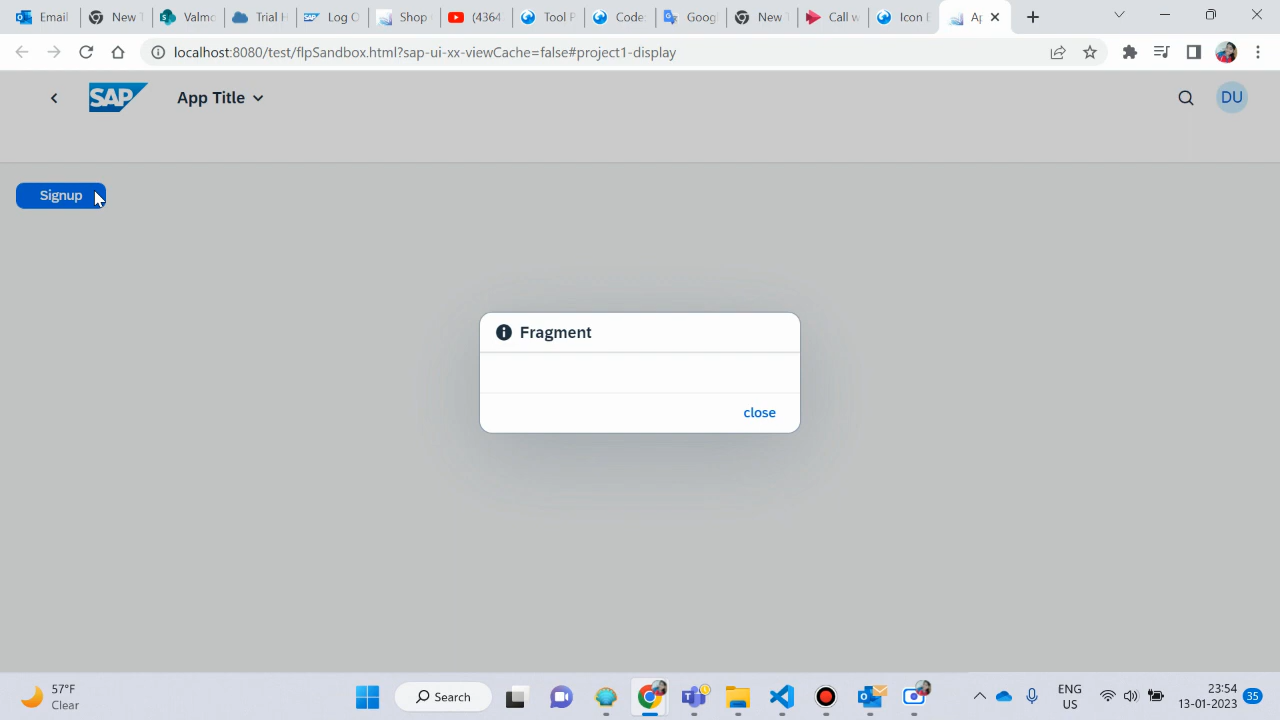 Email
New T
Valmo
Trial H
Log O
Shop
(4364
Tool P
Code
Goog
New T
Call w
Icon E
Ap
localhost:8080/test/flpSandbox.html?sap-ui-xx-viewCache=false#project1-display
SAP
App Title
DU
Signup
Fragment
close
57°F
Clear
Search
ENG
US
23:54
13-01-2023
35